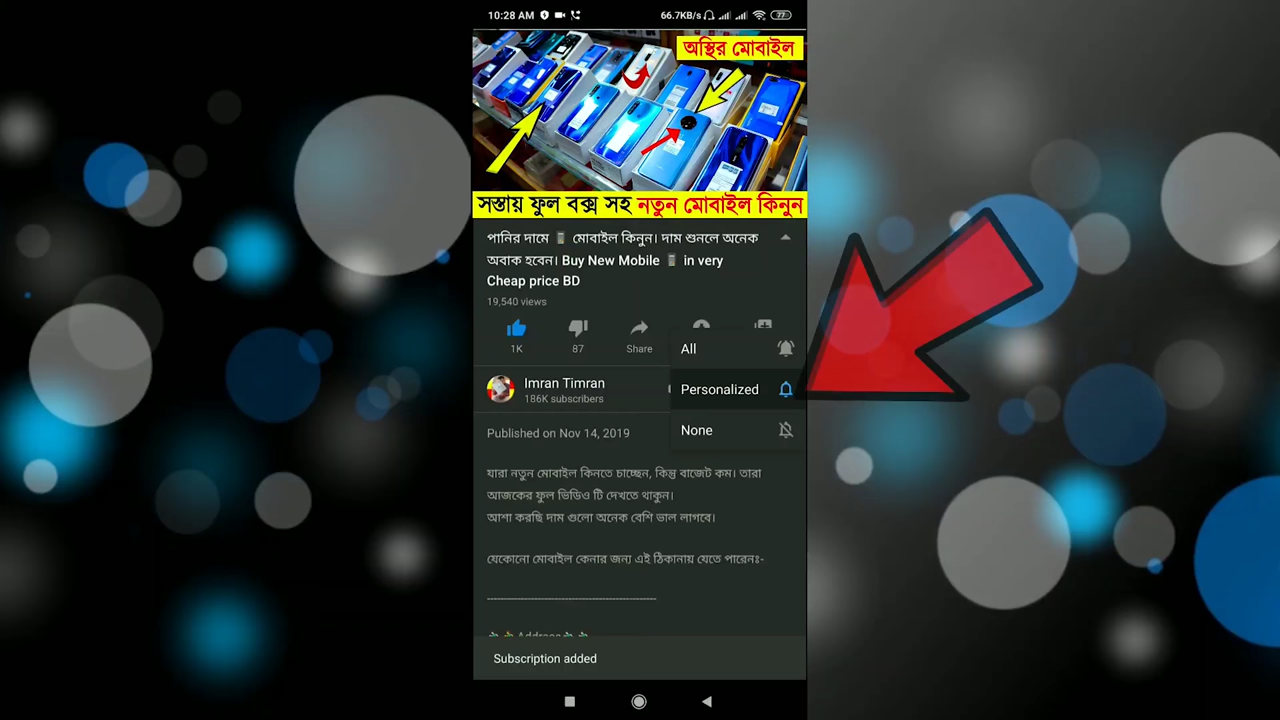 10:28 AM 66.7KB/s 77
অস্থির মোবাইল
সস্তায় ফুল বক্স সহ নতুন মোবাইল কিনুন
পানির দামে 📱 মোবাইল কিনুন। দাম শুনলে অনেক
অবাক হবেন। Buy New Mobile 📱 in very
Cheap price BD
19,540 views
1K 87 Share
All
Imran Timran
186K subscribers
Personalized
None
Published on Nov 14, 2019
যারা নতুন মোবাইল কিনতে চাচ্ছেন, কিন্তু বাজেট কম। তারা
আজকের ফুল ভিডিও টি দেখতে থাকুন।
আশা করছি দাম গুলো অনেক বেশি ভাল লাগবে।
যেকোনো মোবাইল কেনার জন্য এই ঠিকানায় যেতে পারেনঃ-
--------------------------------------------------
Address
Subscription added